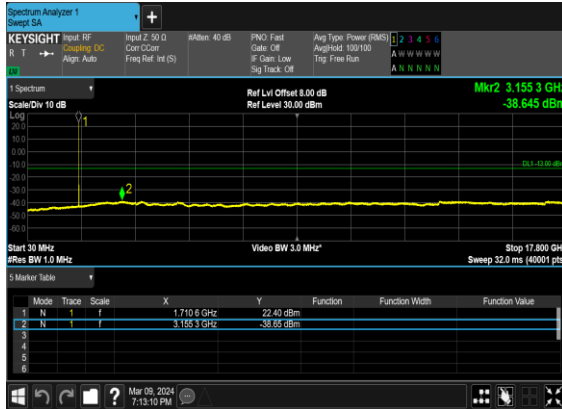 Spectrum Analyzer 1
Swept SA
+
KEYSIGHT Input: RF Input Z: 50 Ω #Atten: 40 dB PNO: Fast Avg Type: Power (RMS) 1 2 3 4 5 6
R T Coupling: DC Corr CCorr Gate: Off Avg|Hold: 100/100 A W W W W W
Align: Auto Freq Ref: Int (S) IF Gain: Low Trig: Free Run
LU Sig Track: Off A N N N N N
1 Spectrum
Ref Lvl Offset 8.00 dB Mkr2 3.155 3 GHz
Scale/Div 10 dB Ref Level 30.00 dBm -38.645 dBm
Log
20.0
10.0
0.00
-10.0
-20.0
-30.0
-40.0
-50.0
-60.0
1
2
DL1 -13.00 dBm
Start 30 MHz Video BW 3.0 MHz* Stop 17.800 GHz
#Res BW 1.0 MHz Sweep 32.0 ms (40001 pts)
5 Marker Table
Mode Trace Scale X Y Function Function Width Function Value
1 N 1 f 1.710 6 GHz 22.40 dBm
2 N 1 f 3.155 3 GHz -38.65 dBm
3
4
5
6
? Mar 09, 2024
7:13:10 PM